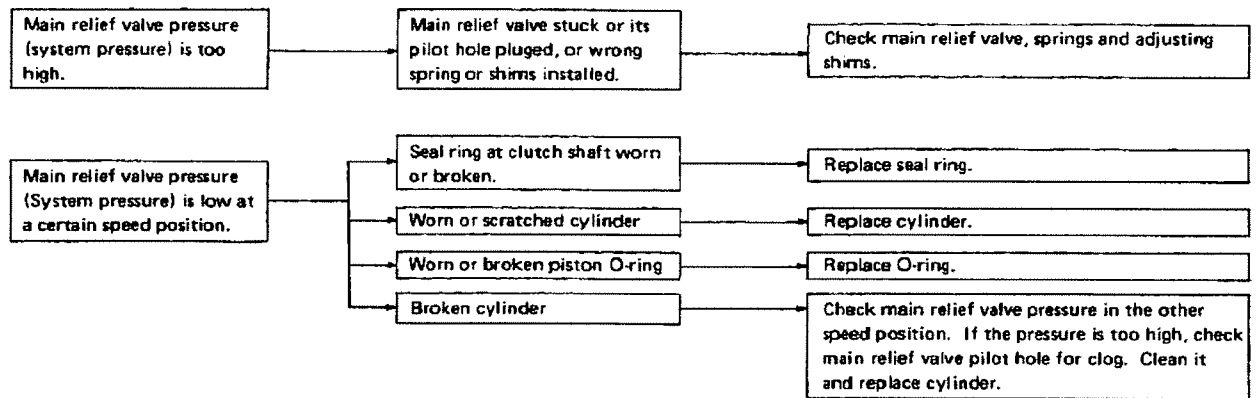 Main relief valve pressure
(system pressure) is too
high.
Main relief valve stuck or its
pilot hole pluged, or wrong
spring or shims installed.
Check main relief valve, springs and adjusting
shims.
Main relief valve pressure
(System pressure) is low at
a certain speed position.
Seal ring at clutch shaft worn
or broken.
Replace seal ring.
Worn or scratched cylinder
Replace cylinder.
Worn or broken piston O-ring
Replace O-ring.
Broken cylinder
Check main relief valve pressure in the other
speed position. If the pressure is too high, check
main relief valve pilot hole for clog. Clean it
and replace cylinder.